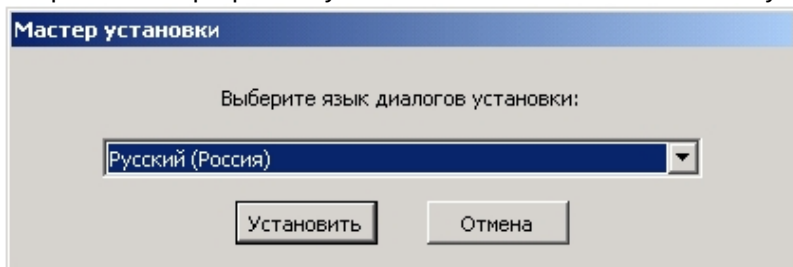 Мастер установки
Выберите язык диалогов установки:
Русский (Россия)
Установить Отмена